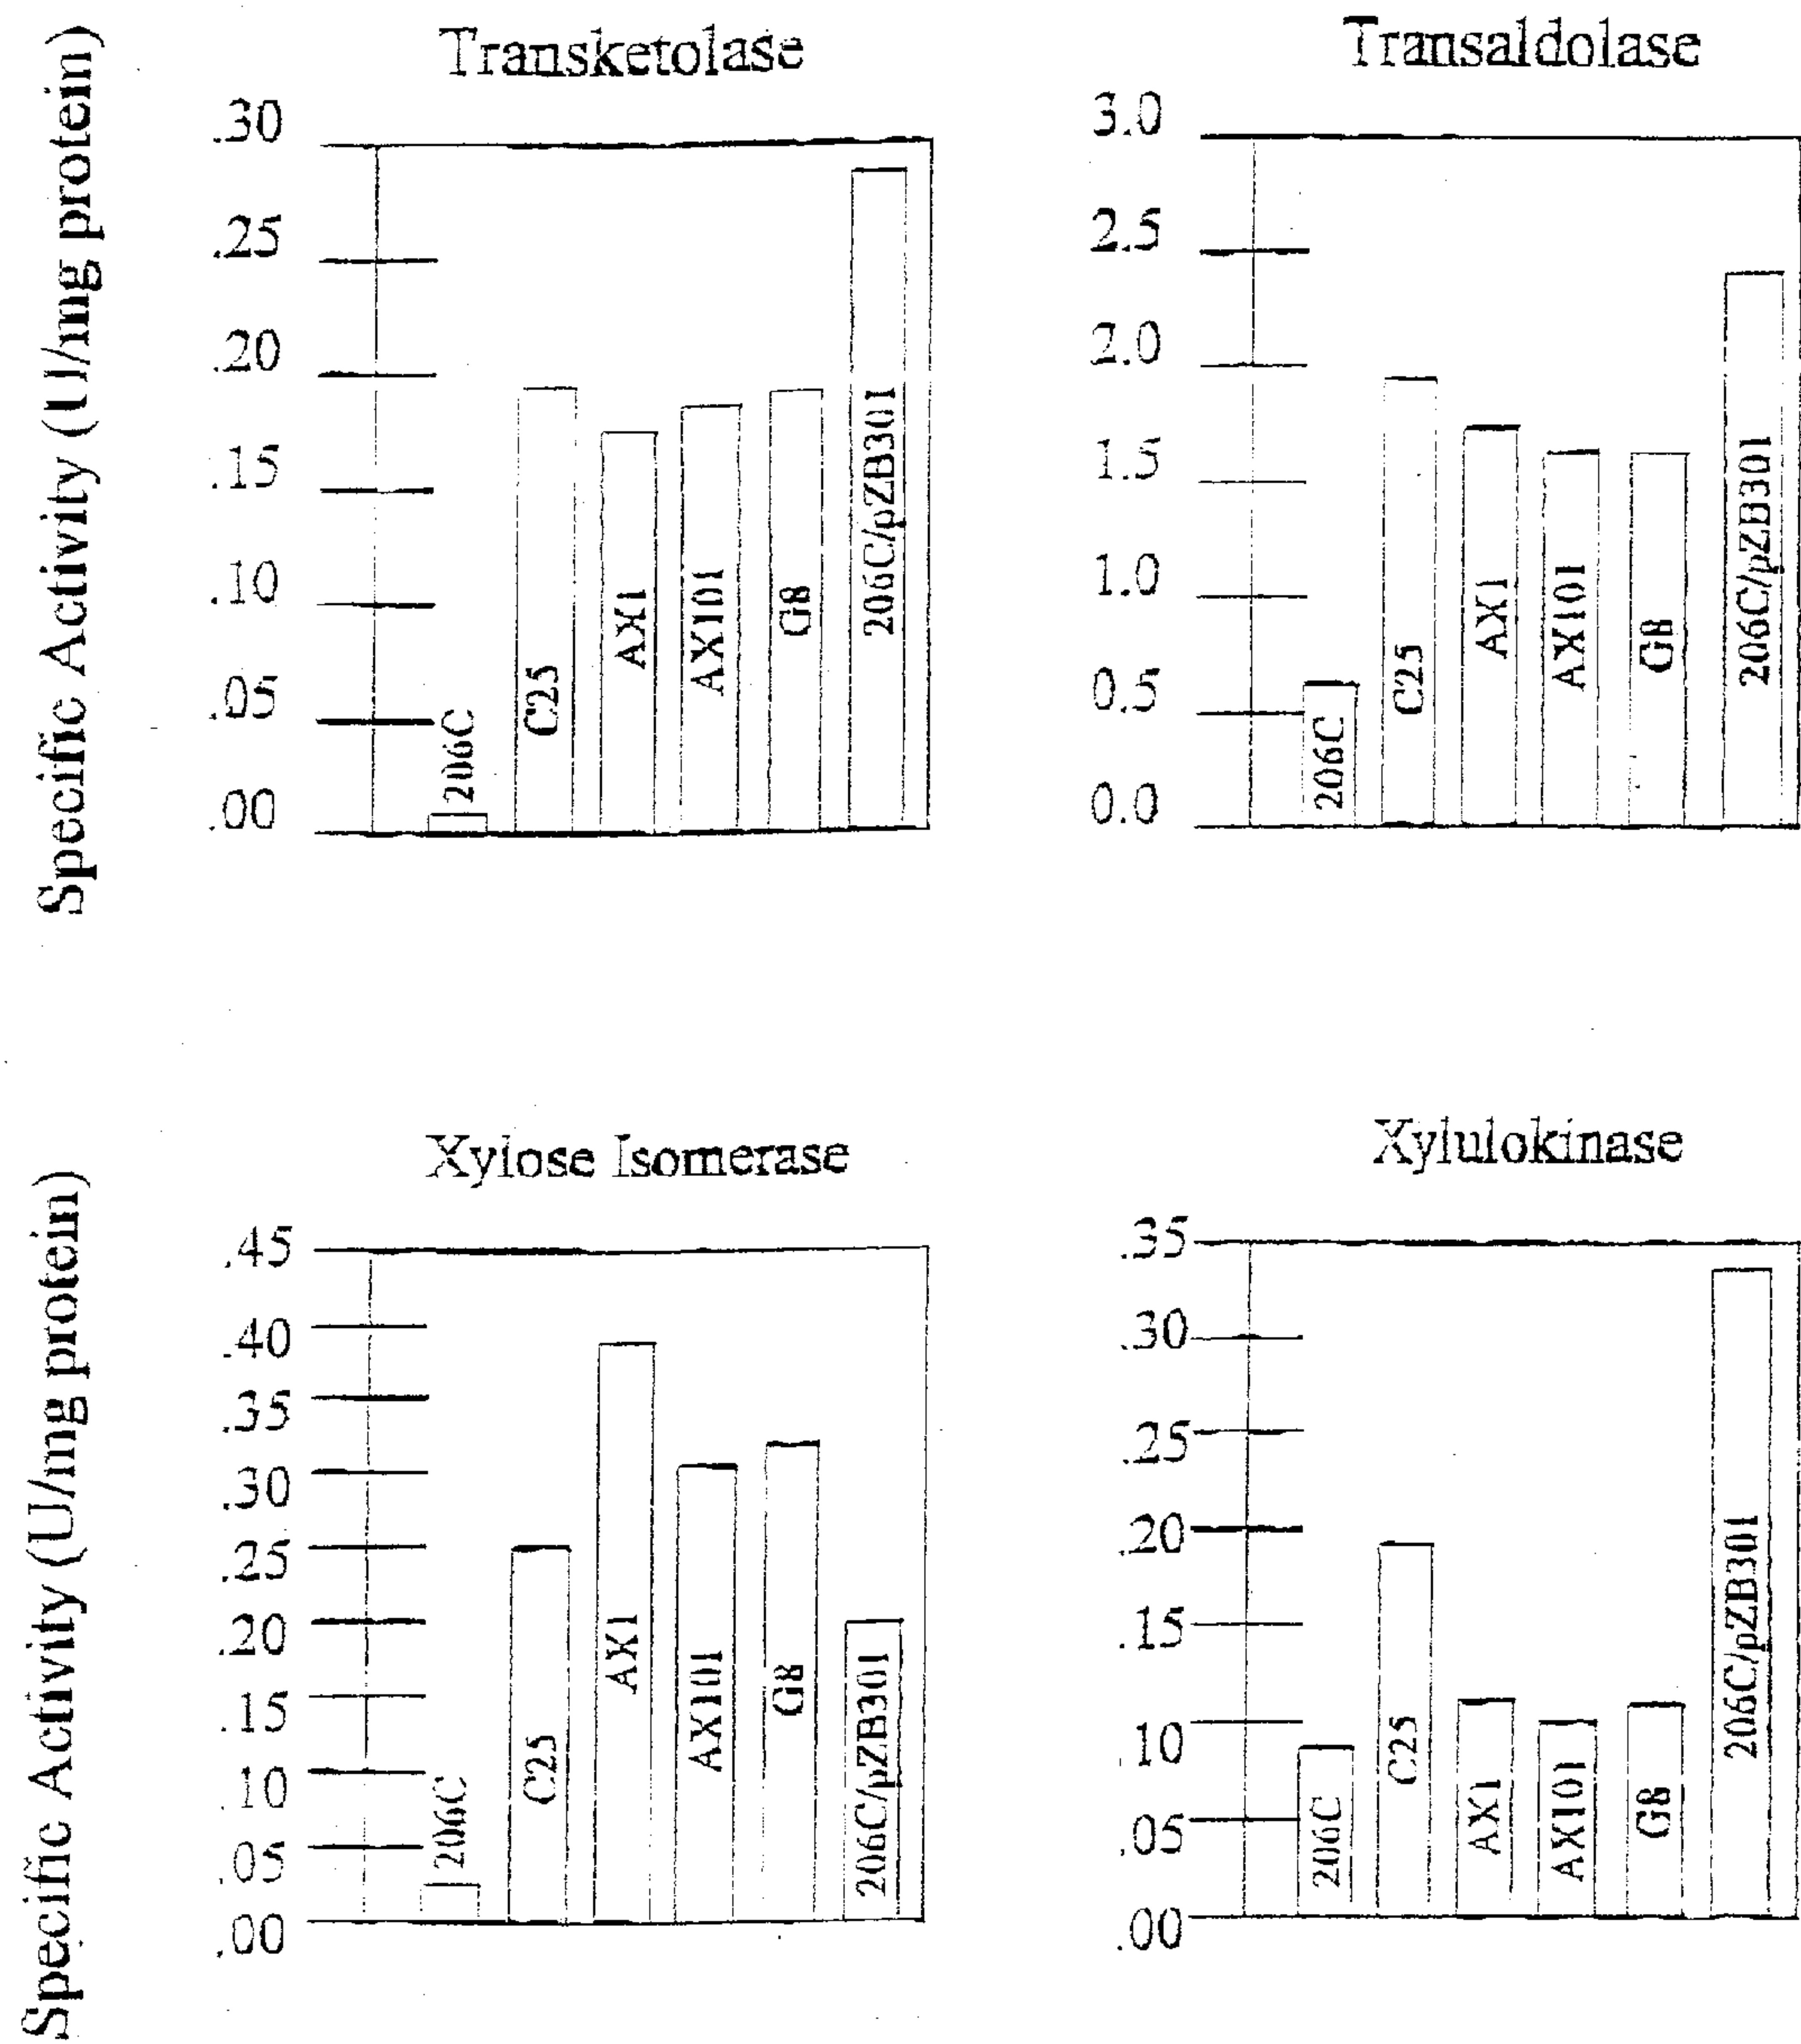 Transketolase
Specific Activity (U/mg protein)
.30
.25
.20
.15
.10
.05
.00
206C
C25
AX1
AX101
G8
206C/pZB301
Transaldolase
3.0
2.5
2.0
1.5
1.0
0.5
0.0
206C
C25
AX1
AX101
G8
206C/pZB301
Xylose Isomerase
Specific Activity (U/mg protein)
.45
.40
.35
.30
.25
.20
.15
.10
.05
.00
206C
C25
AX1
AX101
G8
206C/pZB301
Xylulokinase
.35
.30
.25
.20
.15
.10
.05
.00
206C
C25
AX1
AX101
G8
206C/pZB301